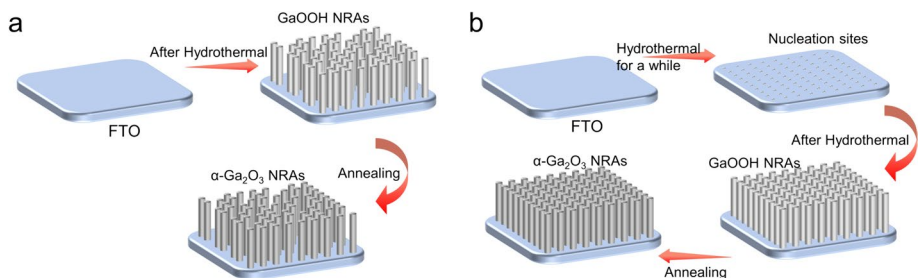 a
GaOOH NRAs
After Hydrothermal
FTO
Annealing
α-Ga₂O₃ NRAs
b
Nucleation sites
Hydrothermal
for a while
FTO
After Hydrothermal
α-Ga₂O₃ NRAs
GaOOH NRAs
Annealing